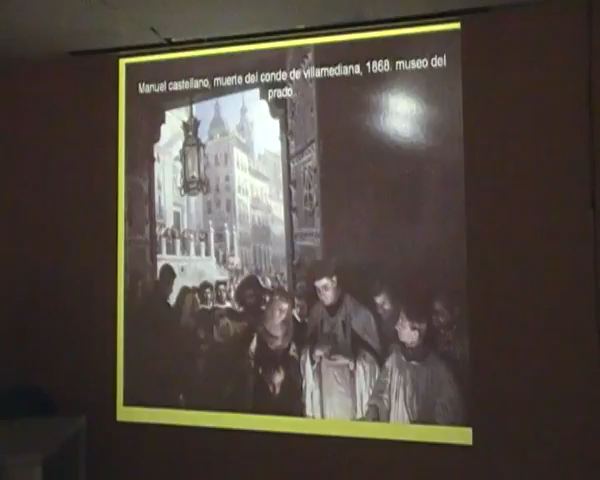 Manuel castellano, muerte del conde de villamediana, 1868. museo del
prado